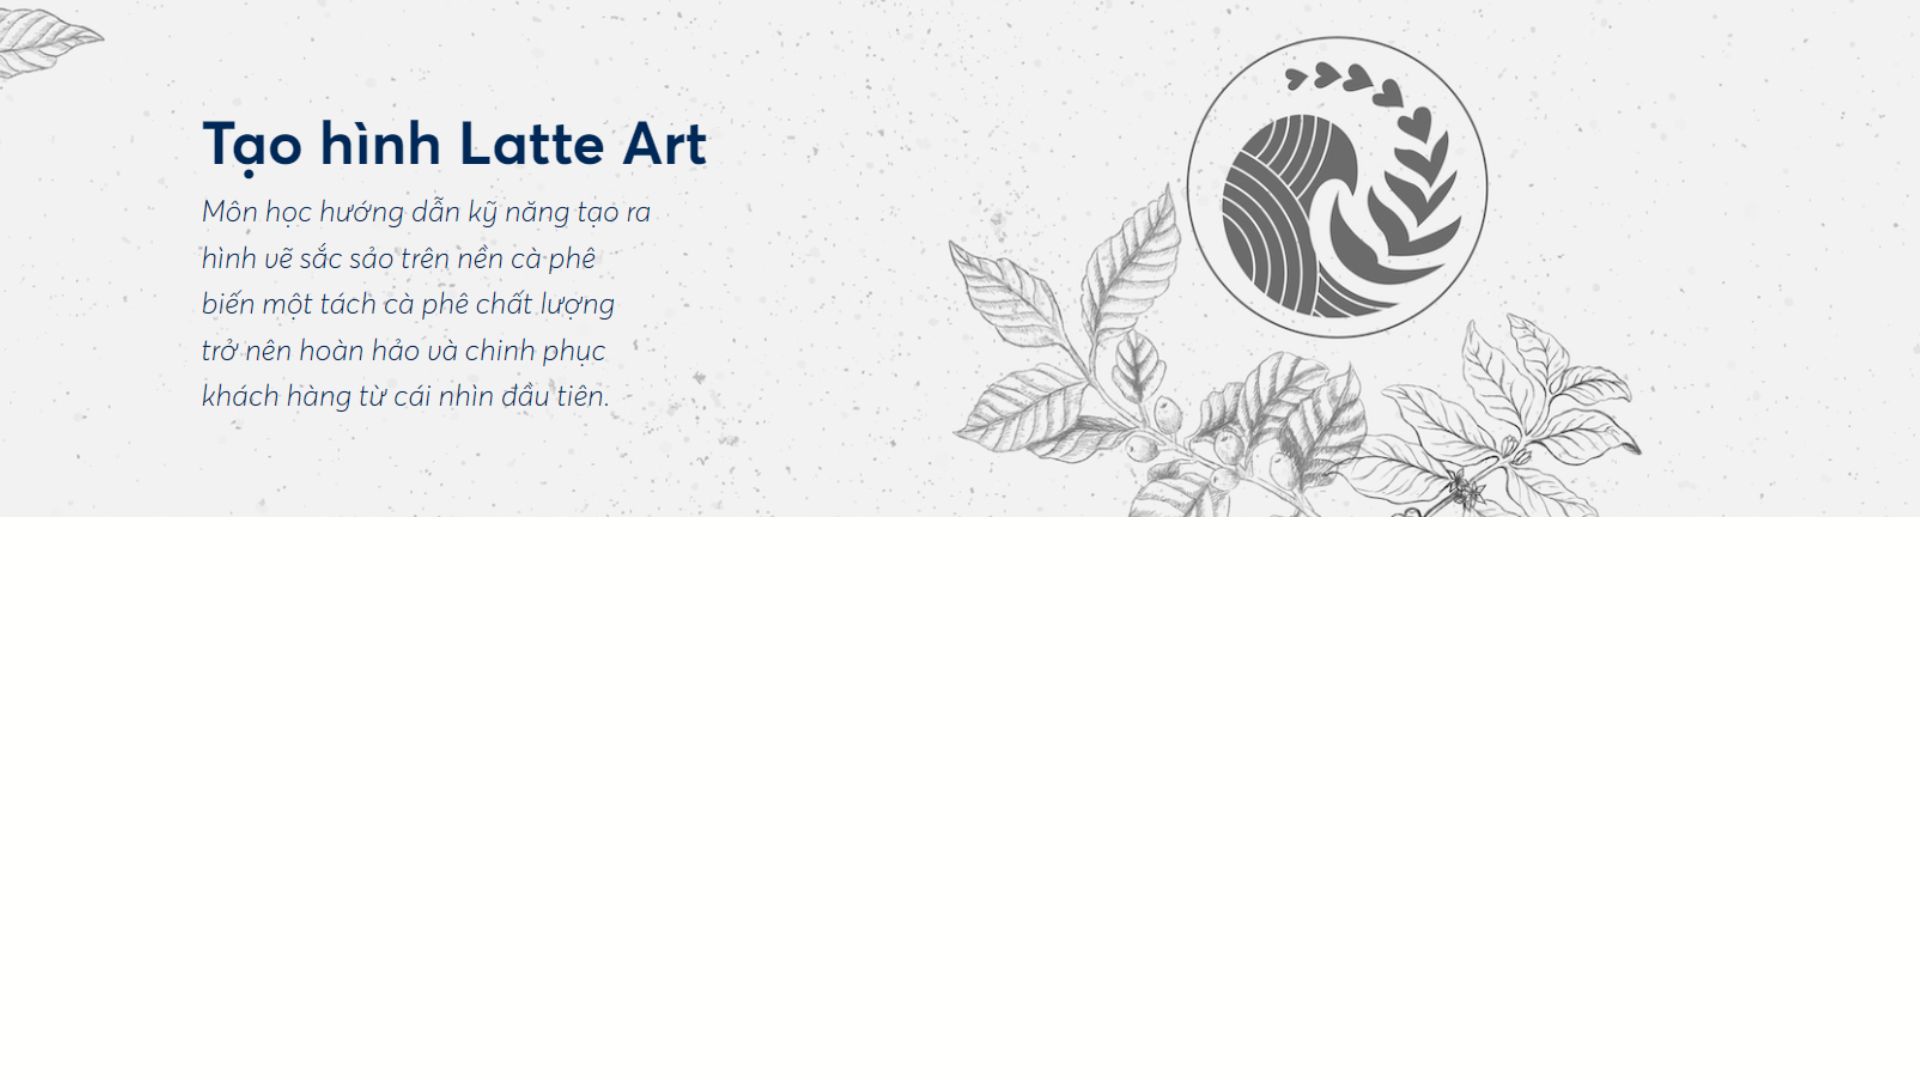 Tạo hình Latte Art
Môn học hướng dẫn kỹ năng tạo ra
hình vẽ sắc sảo trên nền cà phê
biến một tách cà phê chất lượng
trở nên hoàn hảo và chinh phục
khách hàng từ cái nhìn đầu tiên.